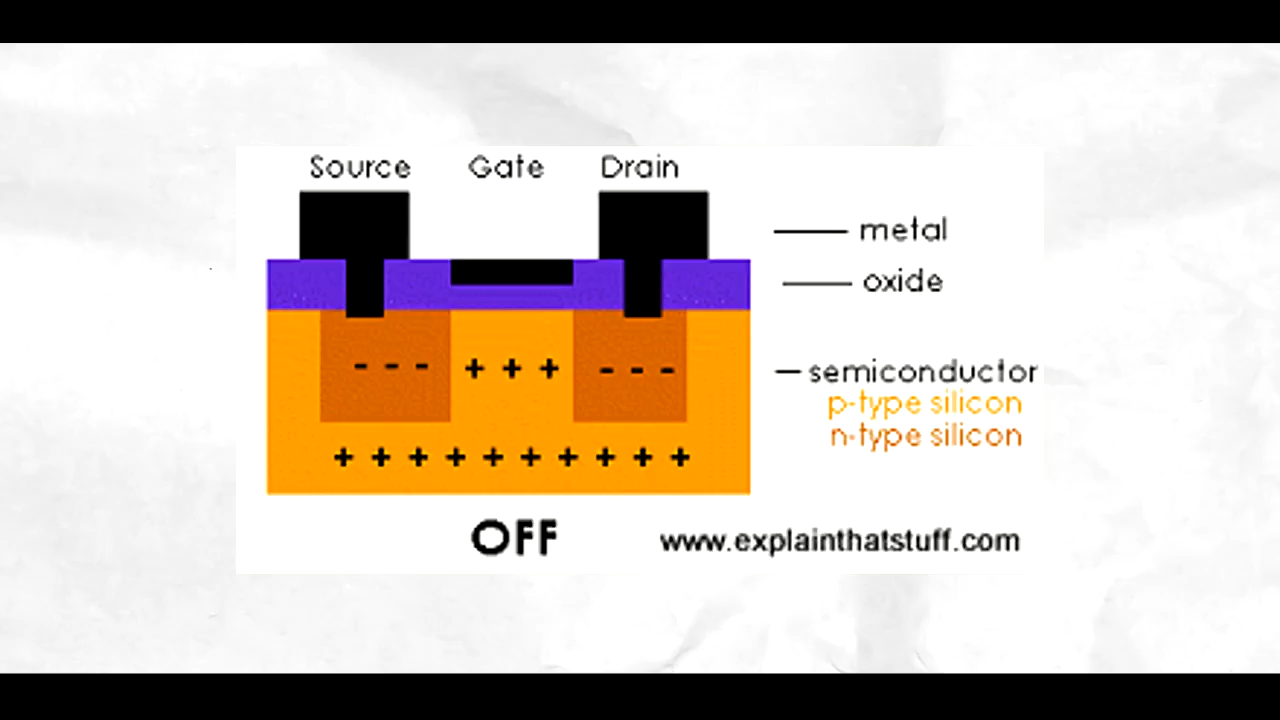 Source Gate Drain
metal
oxide
- - - + + + - - -
semiconductor
p-type silicon
n-type silicon
+ + + + + + + + + +
OFF
www.explainthatstuff.com